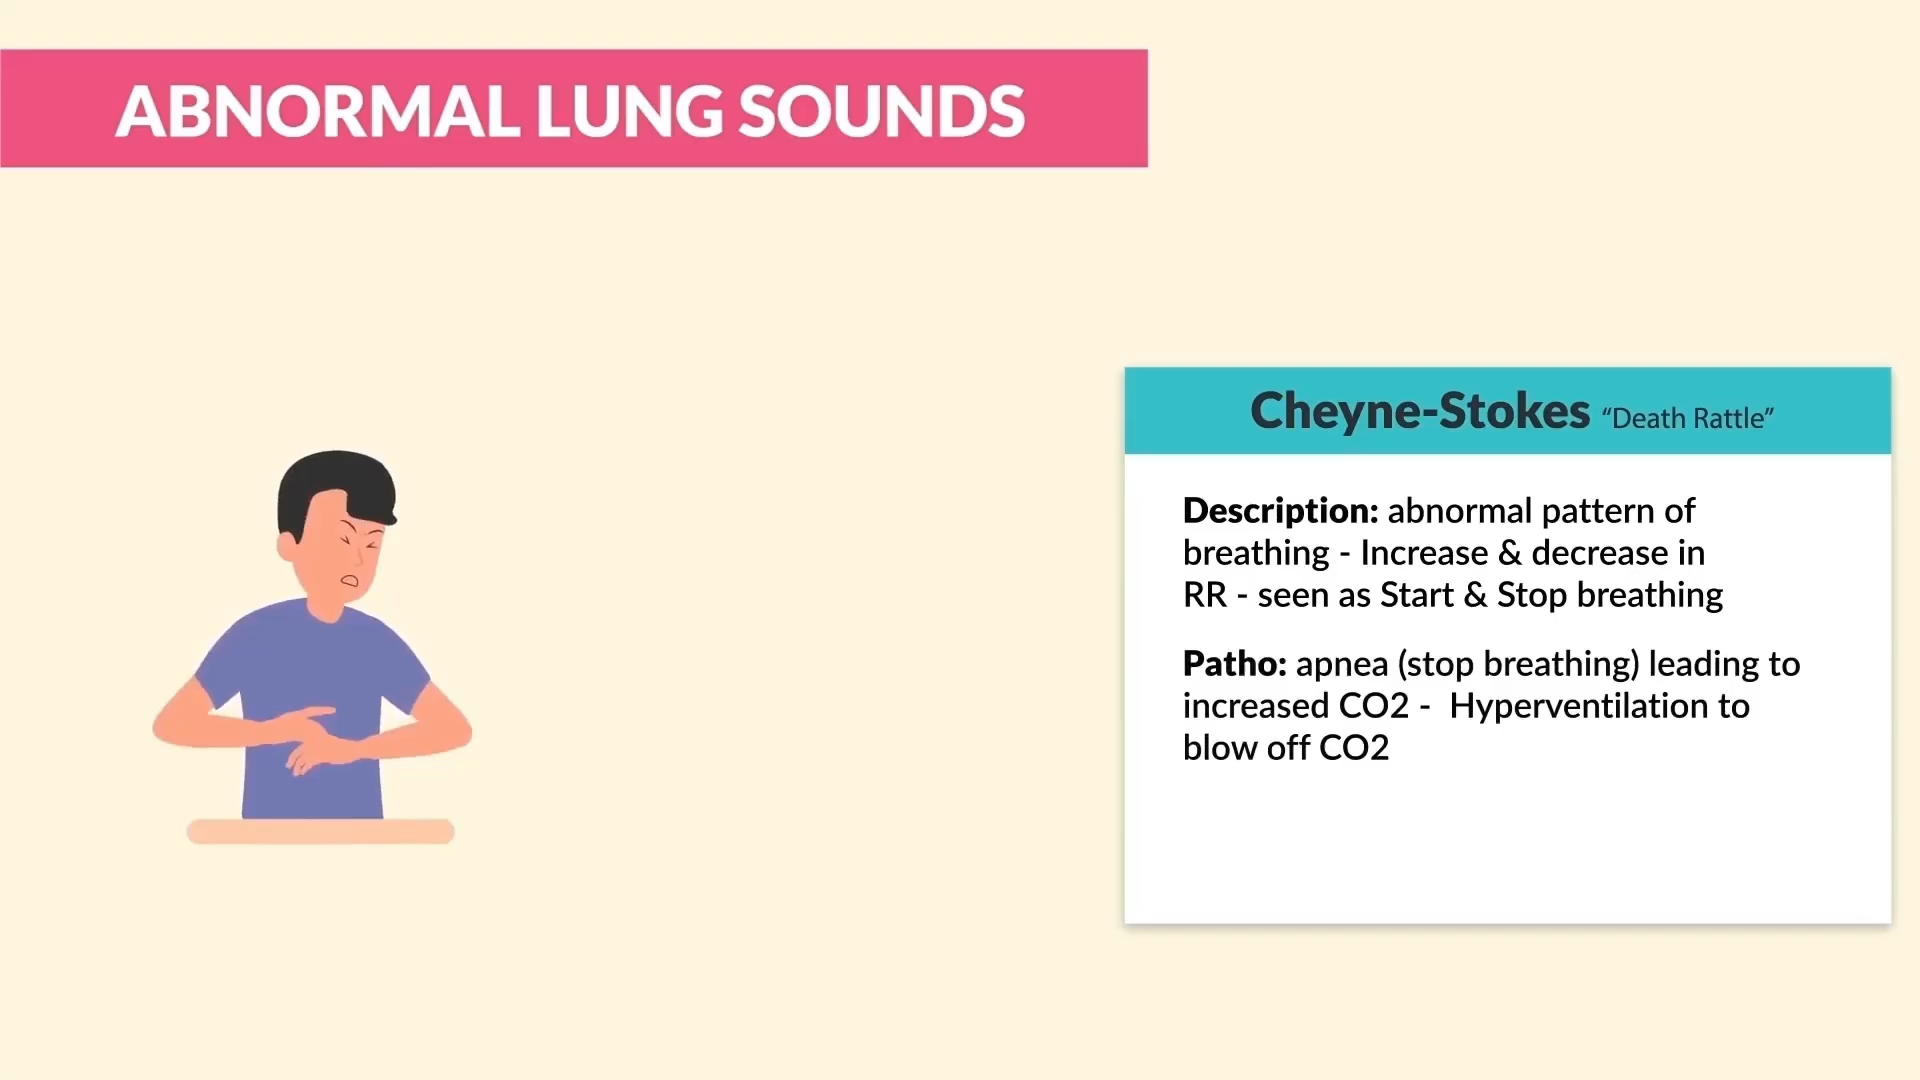 ABNORMAL LUNG SOUNDS
Cheyne-Stokes “Death Rattle”
Description: abnormal pattern of
breathing - Increase & decrease in
RR - seen as Start & Stop breathing
Patho: apnea (stop breathing) leading to
increased CO2 -  Hyperventilation to
blow off CO2